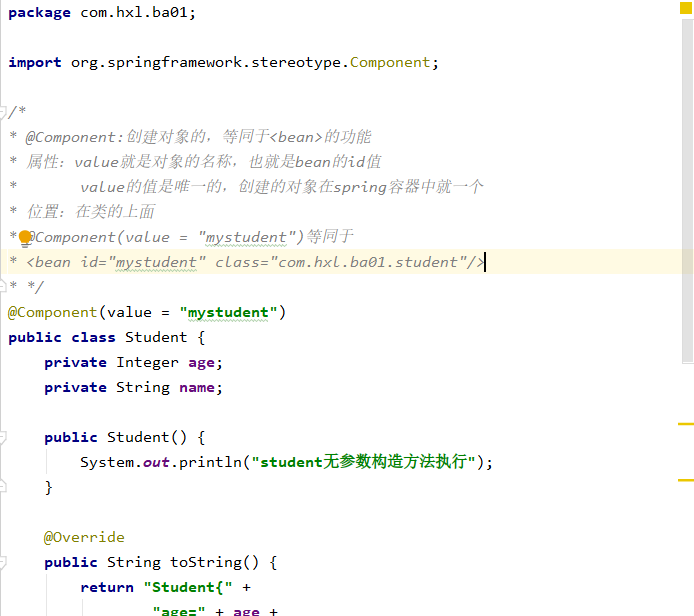 package com.hxl.ba01;
import org.springframework.stereotype.Component;
/*
* @Component:创建对象的，等同于<bean>的功能
* 属性：value就是对象的名称，也就是bean的id值
* value的值是唯一的，创建的对象在spring容器中就一个
* 位置：在类的上面
* @Component(value = "mystudent")等同于
* <bean id="mystudent" class="com.hxl.ba01.student"/>
* */
@Component(value = "mystudent")
public class Student {
private Integer age;
private String name;
public Student() {
System.out.println("student无参数构造方法执行");
}
@Override
public String toString() {
return "Student{" +
"age=" + age +